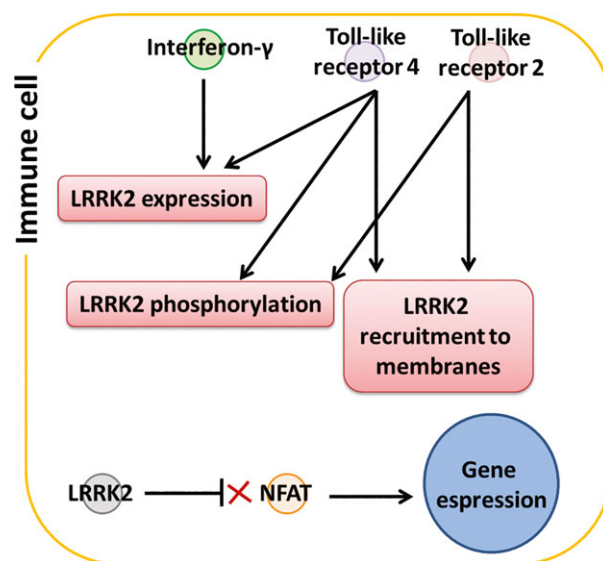 Immune cell
Interferon-γ
Toll-like
receptor 4
Toll-like
receptor 2
LRRK2 expression
LRRK2 phosphorylation
LRRK2
recruitment to
membranes
LRRK2
NFAT
Gene
espression